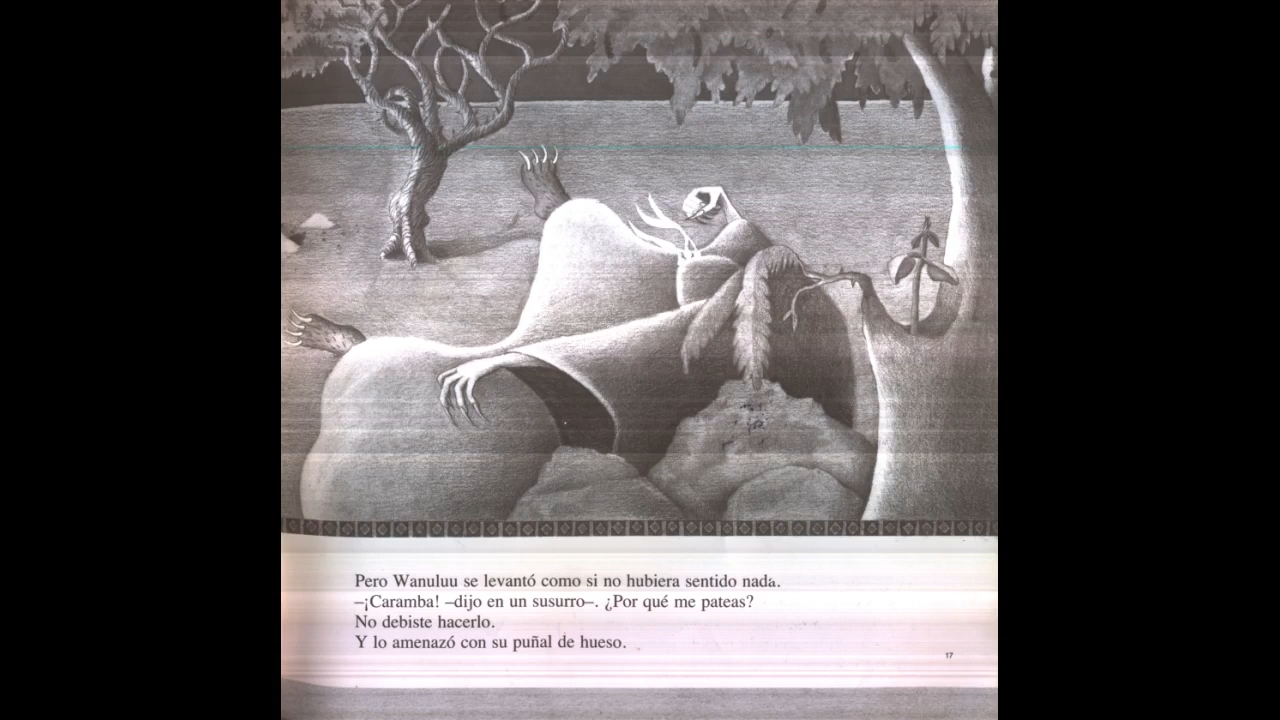 Pero Wanuluu se levantó como si no hubiera sentido nada.
–¡Caramba! –dijo en un susurro–. ¿Por qué me pateas?
No debiste hacerlo.
Y lo amenazó con su puñal de hueso.
17